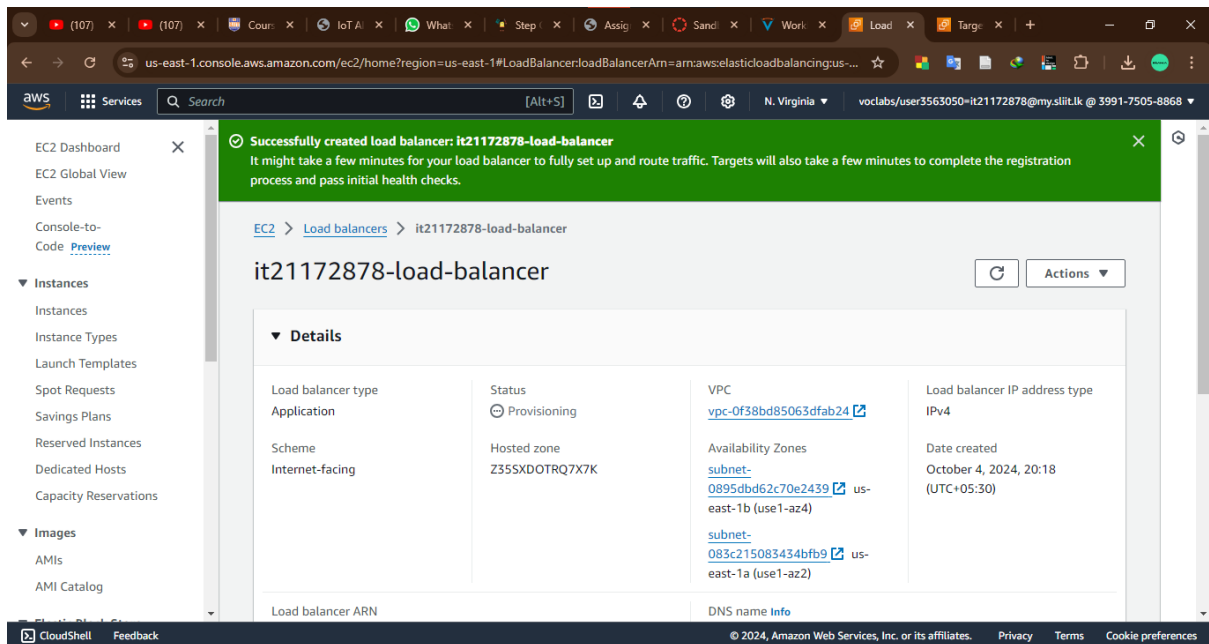 (107)
(107)
Cours
IoT Al
What:
Step (
Assig
Sandl
Work
Load
Targe
us-east-1.console.aws.amazon.com/ec2/home?region=us-east-1#LoadBalancer:loadBalancerArn=arn:aws:elasticloadbalancing:us-...
aws
Services
Search
[Alt+S]
N. Virginia
voclabs/user3563050=it21172878@my.sliit.lk @ 3991-7505-8868
EC2 Dashboard
EC2 Global View
Events
Console-to-
Code Preview
Instances
Instances
Instance Types
Launch Templates
Spot Requests
Savings Plans
Reserved Instances
Dedicated Hosts
Capacity Reservations
Images
AMIs
AMI Catalog
Successfully created load balancer: it21172878-load-balancer
It might take a few minutes for your load balancer to fully set up and route traffic. Targets will also take a few minutes to complete the registration
process and pass initial health checks.
EC2 > Load balancers > it21172878-load-balancer
it21172878-load-balancer
Actions
Details
Load balancer type
Application
Status
Provisioning
VPC
vpc-0f38bd85063dfab24
Load balancer IP address type
IPv4
Scheme
Internet-facing
Hosted zone
Z35SXDOTRQ7X7K
Availability Zones
subnet-
0895dbd62c70e2439 us-
east-1b (use1-az4)
subnet-
083c215083434bfb9 us-
east-1a (use1-az2)
Date created
October 4, 2024, 20:18
(UTC+05:30)
Load balancer ARN
DNS name Info
CloudShell
Feedback
© 2024, Amazon Web Services, Inc. or its affiliates.
Privacy
Terms
Cookie preferences